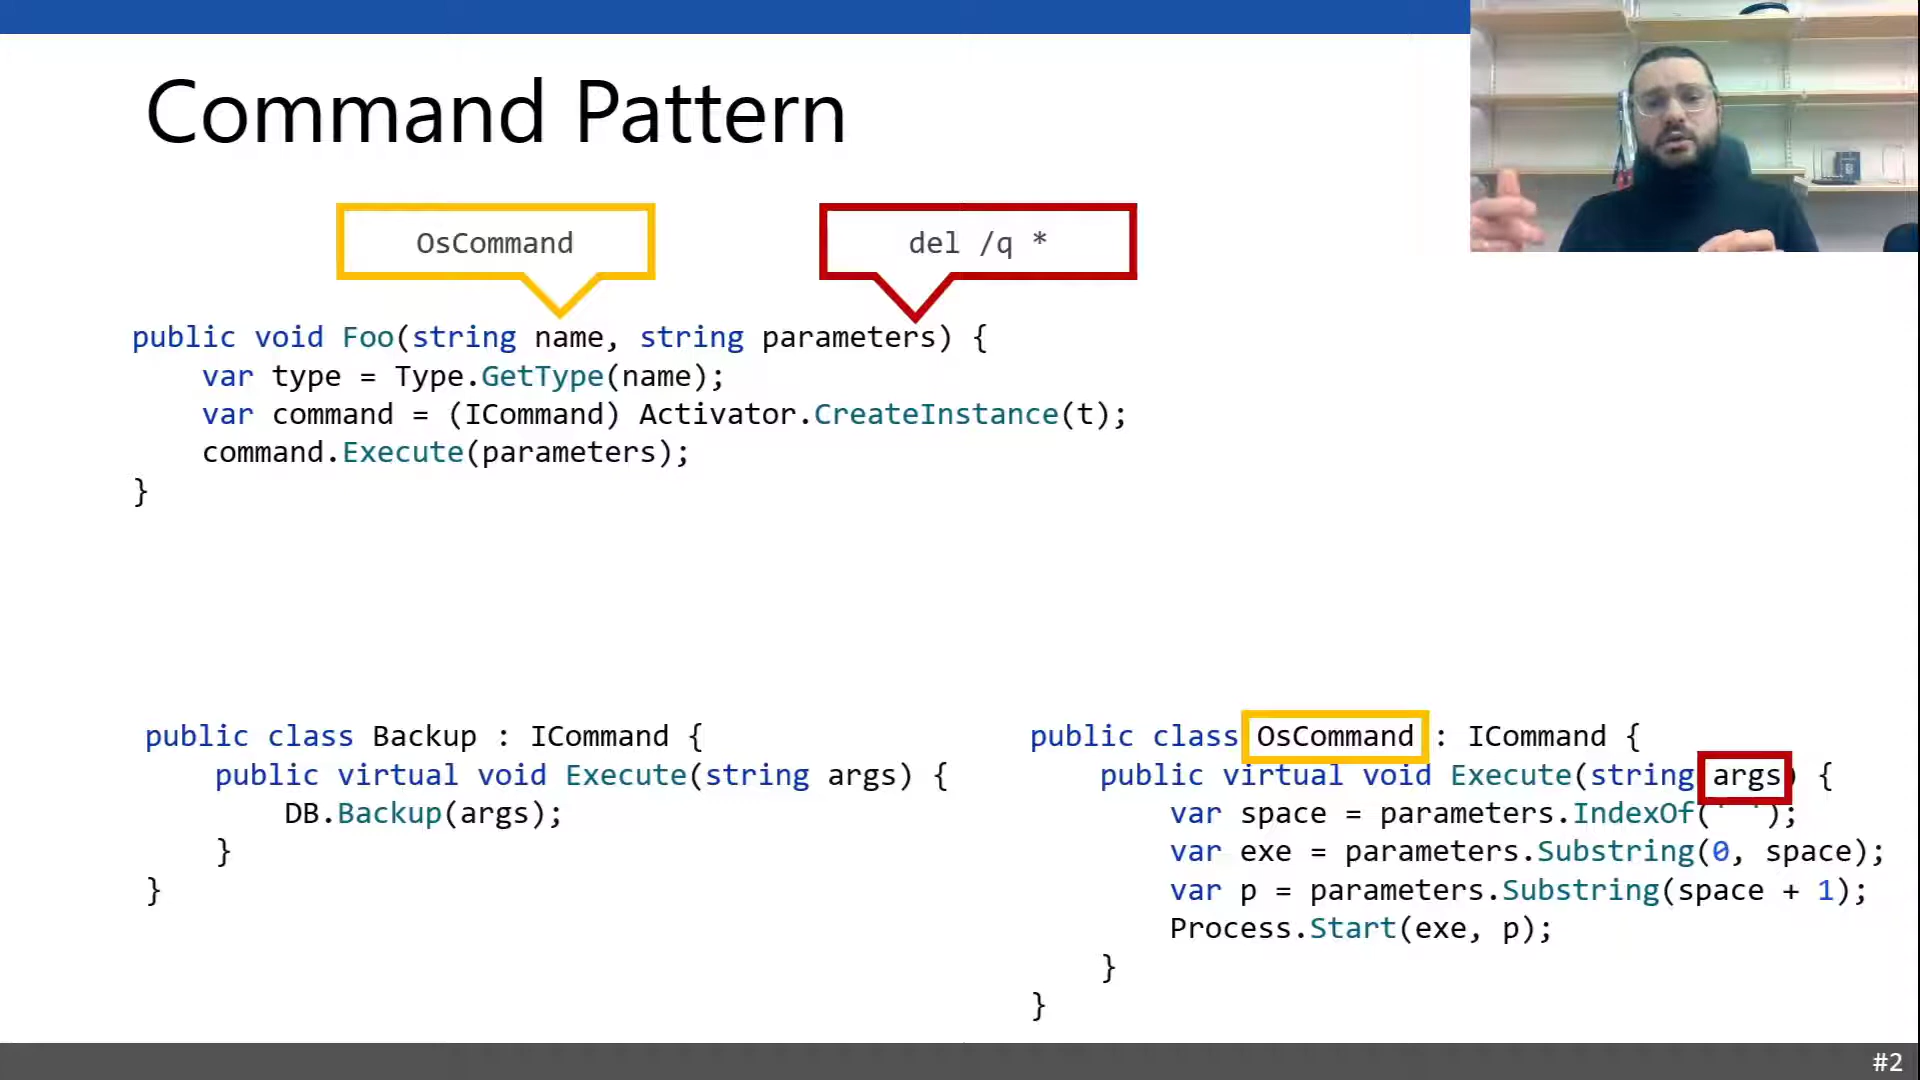 Command Pattern
OsCommand
del /q *
public void Foo(string name, string parameters) {
    var type = Type.GetType(name);
    var command = (ICommand) Activator.CreateInstance(t);
    command.Execute(parameters);
}
public class Backup : ICommand {
    public virtual void Execute(string args) {
        DB.Backup(args);
    }
}
public class OsCommand : ICommand {
    public virtual void Execute(string args) {
        var space = parameters.IndexOf(' ');
        var exe = parameters.Substring(0, space);
        var p = parameters.Substring(space + 1);
        Process.Start(exe, p);
    }
}
#2